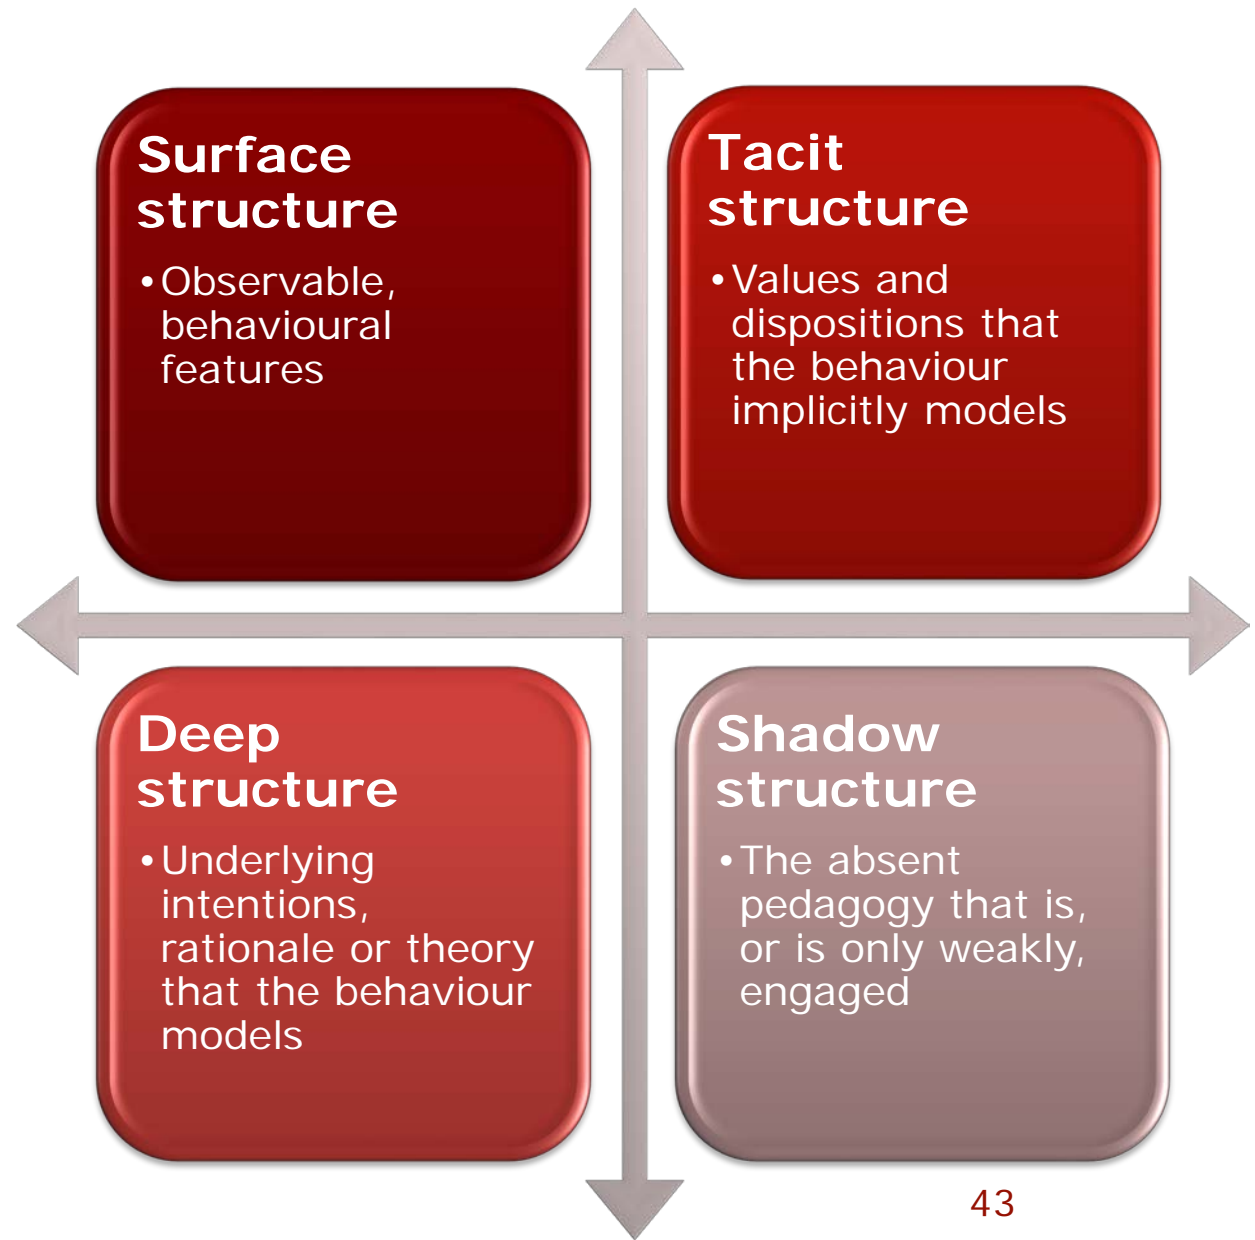 Surface
structure
•Observable,
behavioural
features
Tacit
structure
•Values and
dispositions that
the behaviour
implicitly models
Deep
structure
•Underlying
intentions,
rationale or theory
that the behaviour
models
Shadow
structure
•The absent
pedagogy that is,
or is only weakly,
engaged
43